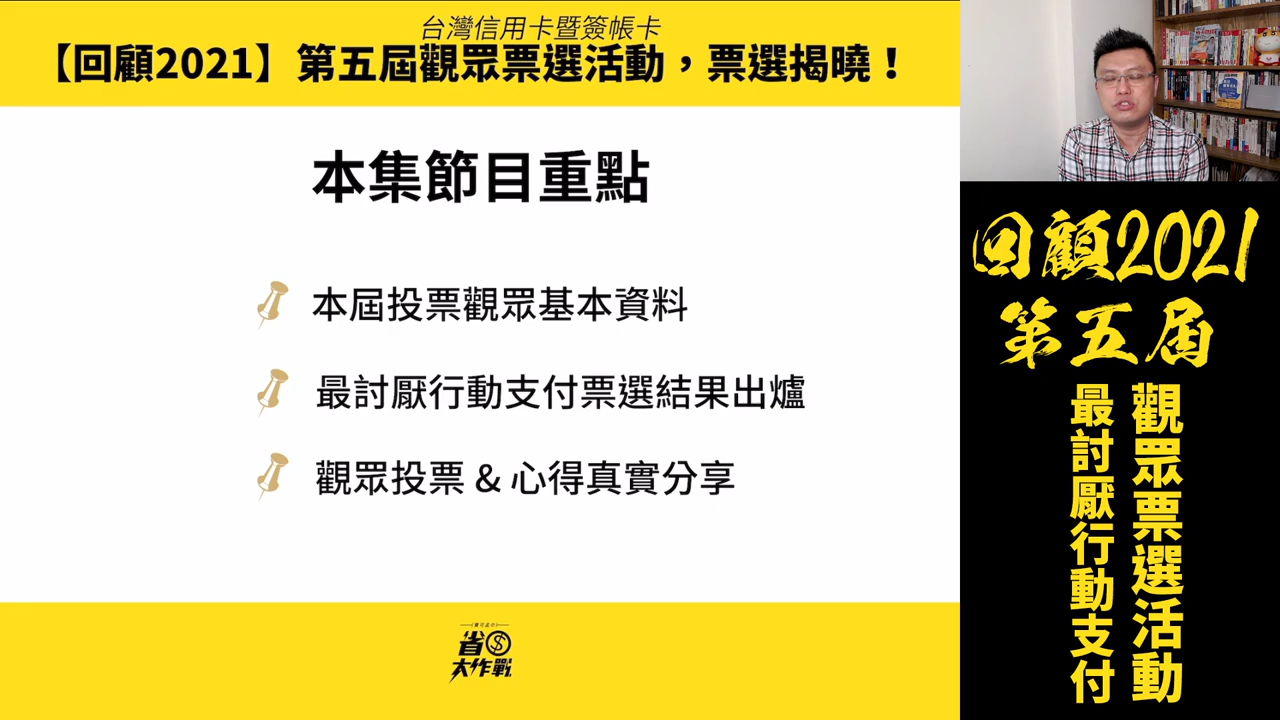 台灣信用卡暨簽帳卡
【回顧2021】第五屆觀眾票選活動，票選揭曉！
本集節目重點
本屆投票觀眾基本資料
最討厭行動支付票選結果出爐
觀眾投票 & 心得真實分享
省$
大作戰
回顧2021
第五屆
觀眾票選活動
最討厭行動支付